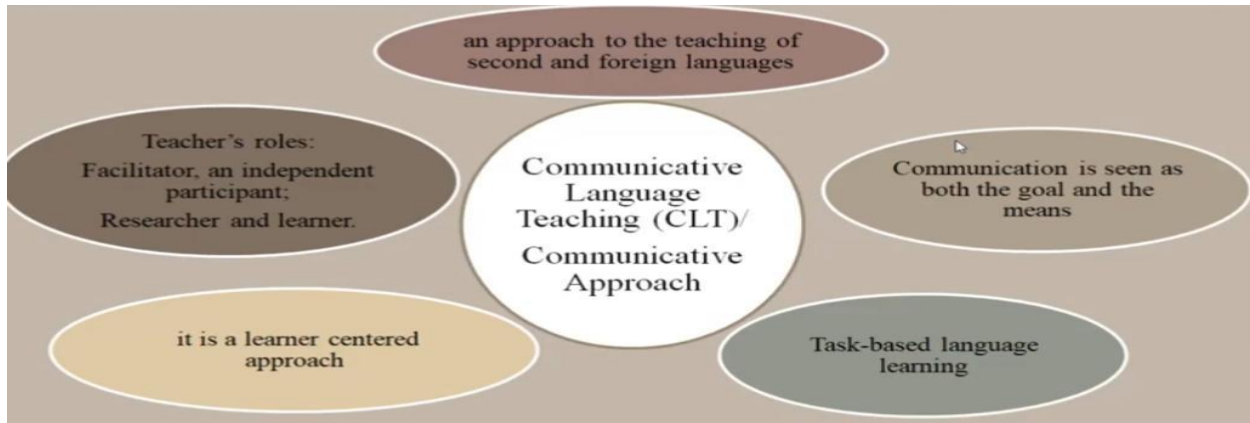 an approach to the teaching of
second and foreign languages
Teacher's roles:
Facilitator, an independent
participant;
Researcher and learner.
Communicative
Language
Teaching (CLT)/
Communicative
Approach
Communication is seen as
both the goal and the
means
it is a learner centered
approach
Task-based language
learning